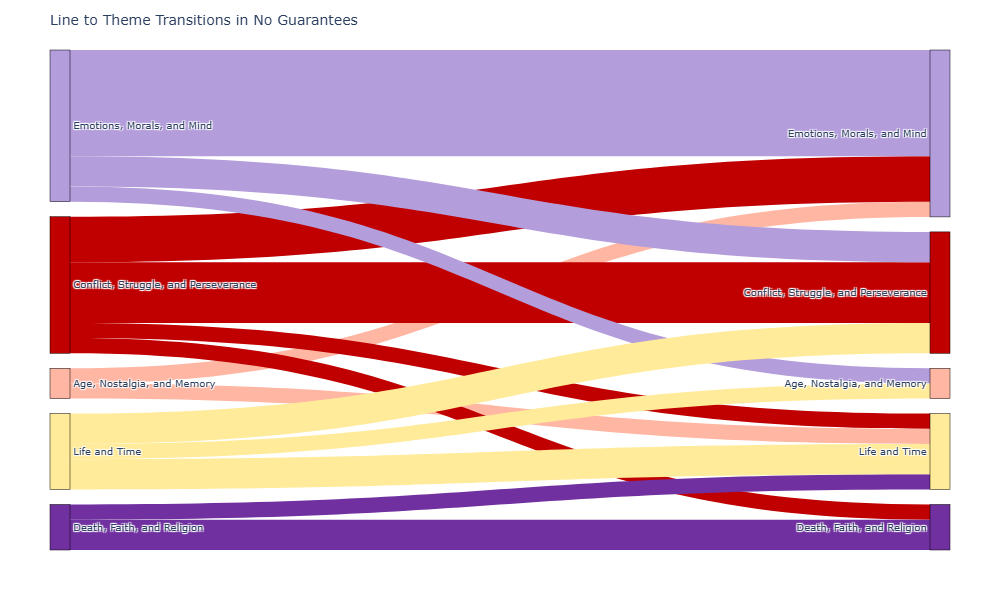 Line to Theme Transitions in No Guarantees
Emotions, Morals, and Mind
Emotions, Morals, and Mind
Conflict, Struggle, and Perseverance
Conflict, Struggle, and Perseverance
Age, Nostalgia, and Memory
Age, Nostalgia, and Memory
Life and Time
Life and Time
Death, Faith, and Religion
Death, Faith, and Religion